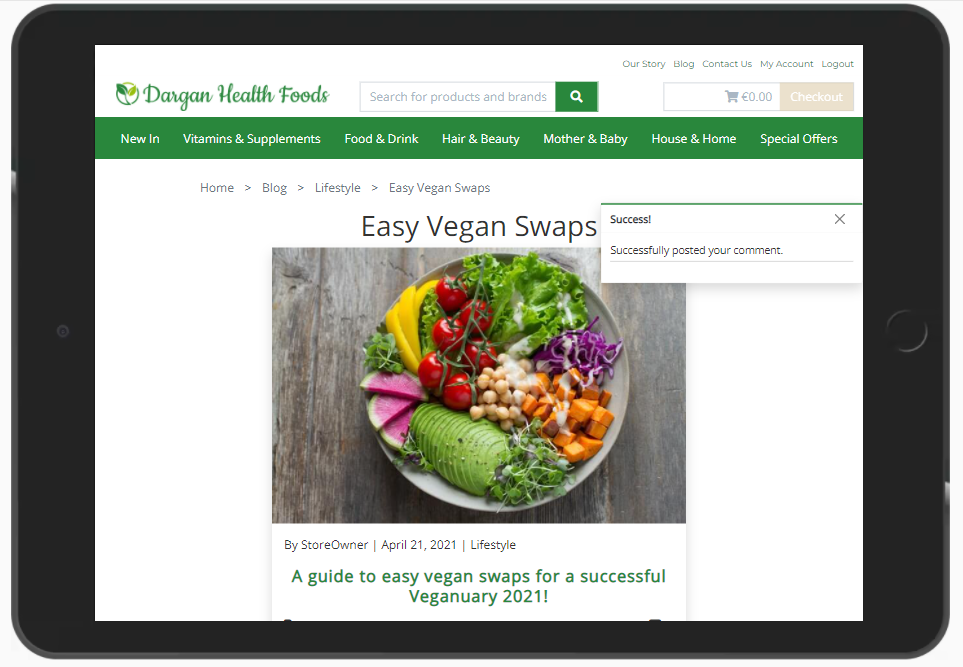 Our Story Blog Contact Us My Account Logout
Dargan Health Foods
Search for products and brands
€0.00
Checkout
New In Vitamins & Supplements Food & Drink Hair & Beauty Mother & Baby House & Home Special Offers
Home > Blog > Lifestyle > Easy Vegan Swaps
Easy Vegan Swaps
Success!
Successfully posted your comment.
By StoreOwner | April 21, 2021 | Lifestyle
A guide to easy vegan swaps for a successful
Veganuary 2021!